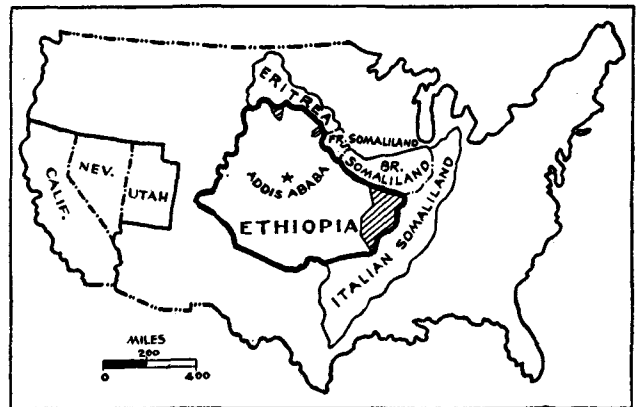 ERITREA
FR. SOMALILAND
BR.
SOMALILAND
NEV.
CALIF.
UTAH
ADDIS ABABA
ETHIOPIA
ITALIAN SOMALILAND
MILES
200
0 400